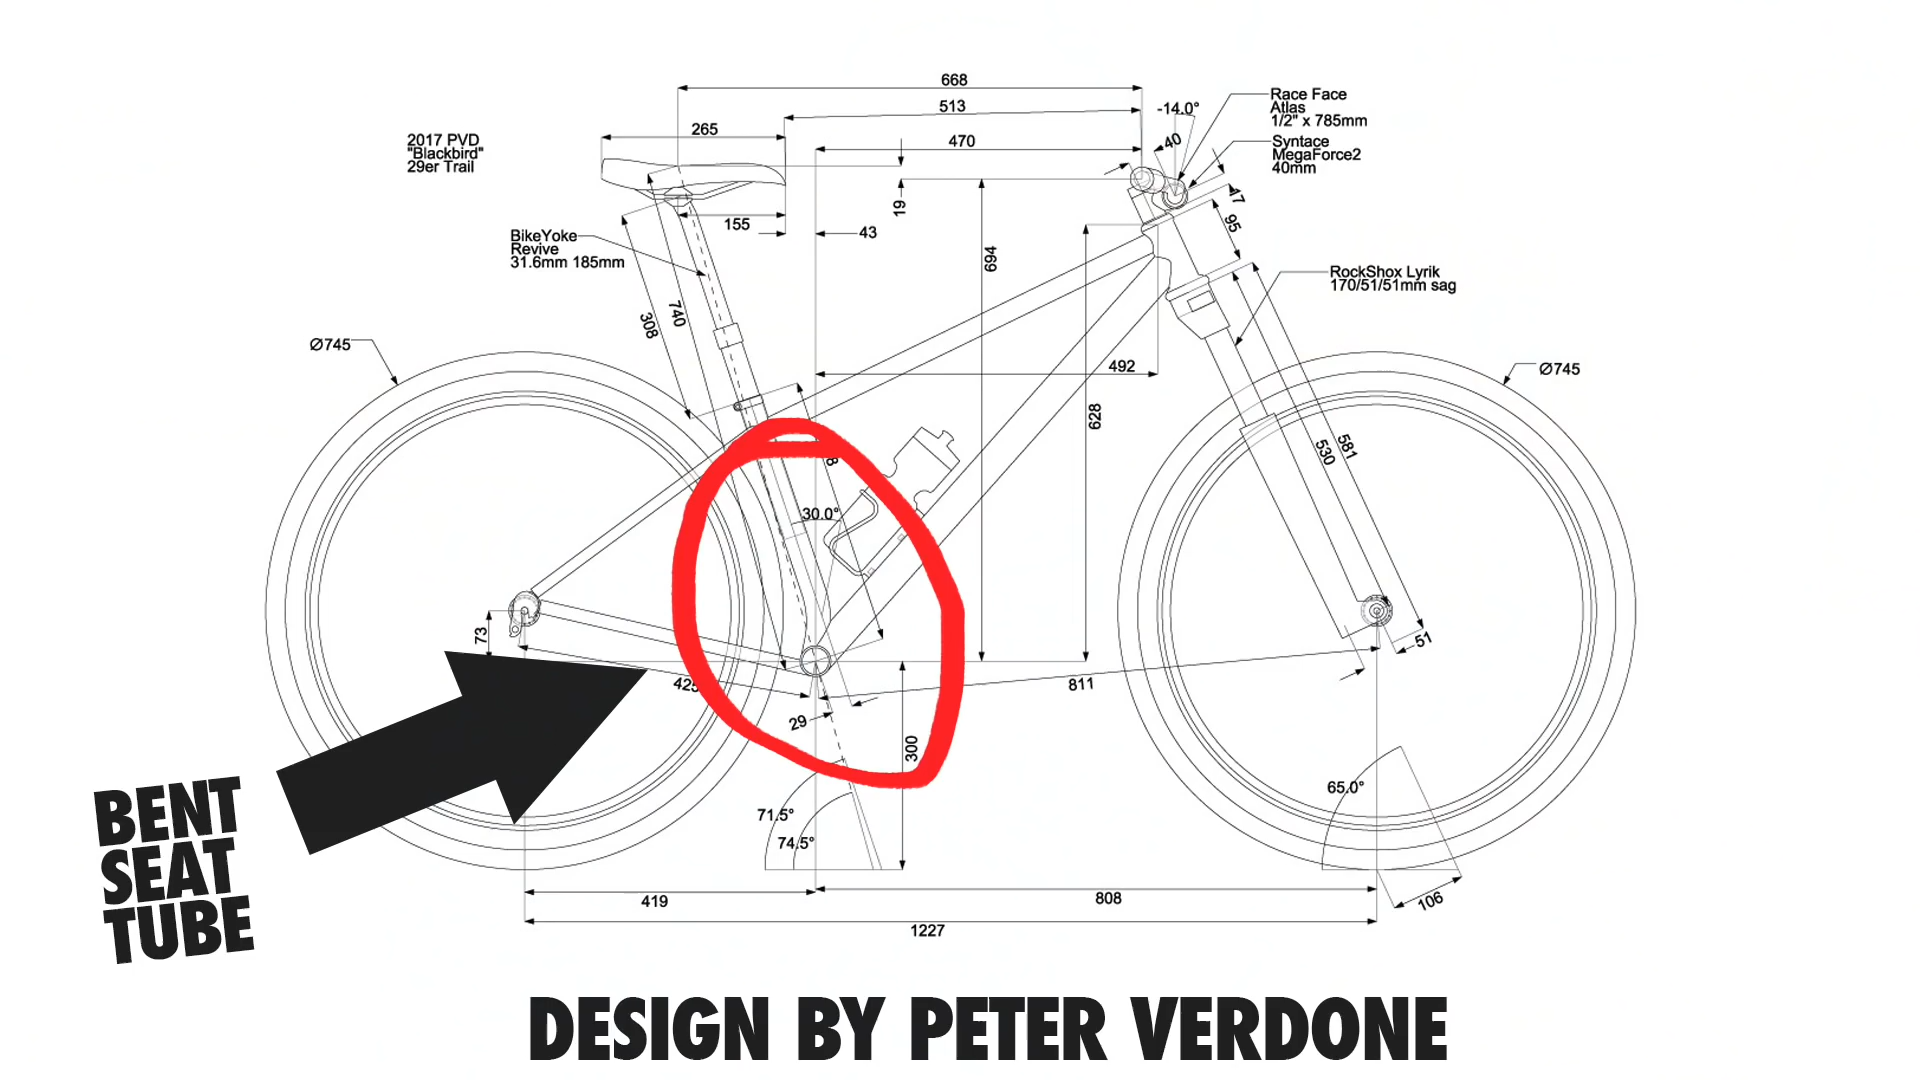 668
513
-14.0°
Race Face
Atlas
1/2" x 785mm
265
470
40
Syntace
MegaForce2
40mm
2017 PVD
"Blackbird"
29er Trail
19
17
95
155
43
BikeYoke
Revive
31.6mm 185mm
694
RockShox Lyrik
170/51/51mm sag
740
308
Ø745
492
Ø745
628
581
530
8
30.0°
73
51
425
811
29
300
71.5°
74.5°
65.0°
419
808
106
1227
BENT
SEAT
TUBE
DESIGN BY PETER VERDONE